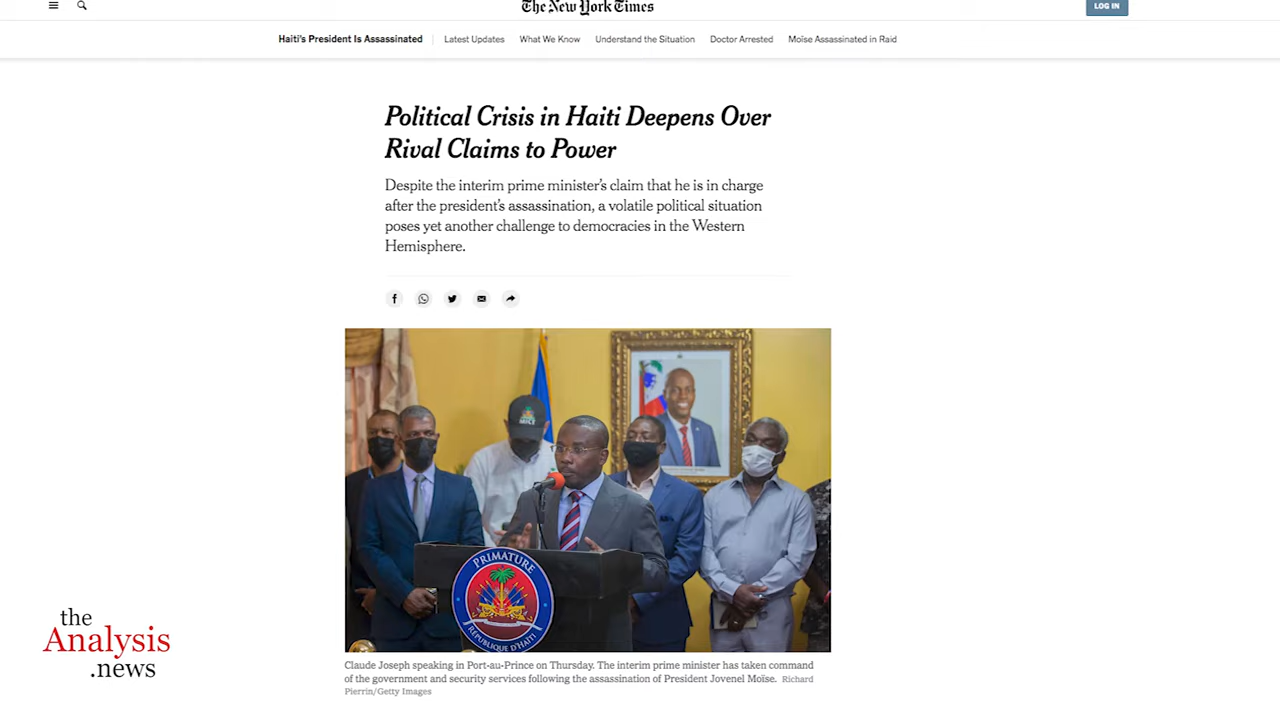 The New York Times
LOG IN
Haiti's President Is Assassinated
Latest Updates
What We Know
Understand the Situation
Doctor Arrested
Moïse Assassinated in Raid
Political Crisis in Haiti Deepens Over
Rival Claims to Power
Despite the interim prime minister's claim that he is in charge
after the president's assassination, a volatile political situation
poses yet another challenge to democracies in the Western
Hemisphere.
MICT
PRIMATURE
REPUBLIQUE D'HAITI
the
Analysis
.news
Claude Joseph speaking in Port-au-Prince on Thursday. The interim prime minister has taken command
of the government and security services following the assassination of President Jovenel Moïse. Richard
Pierrin/Getty Images